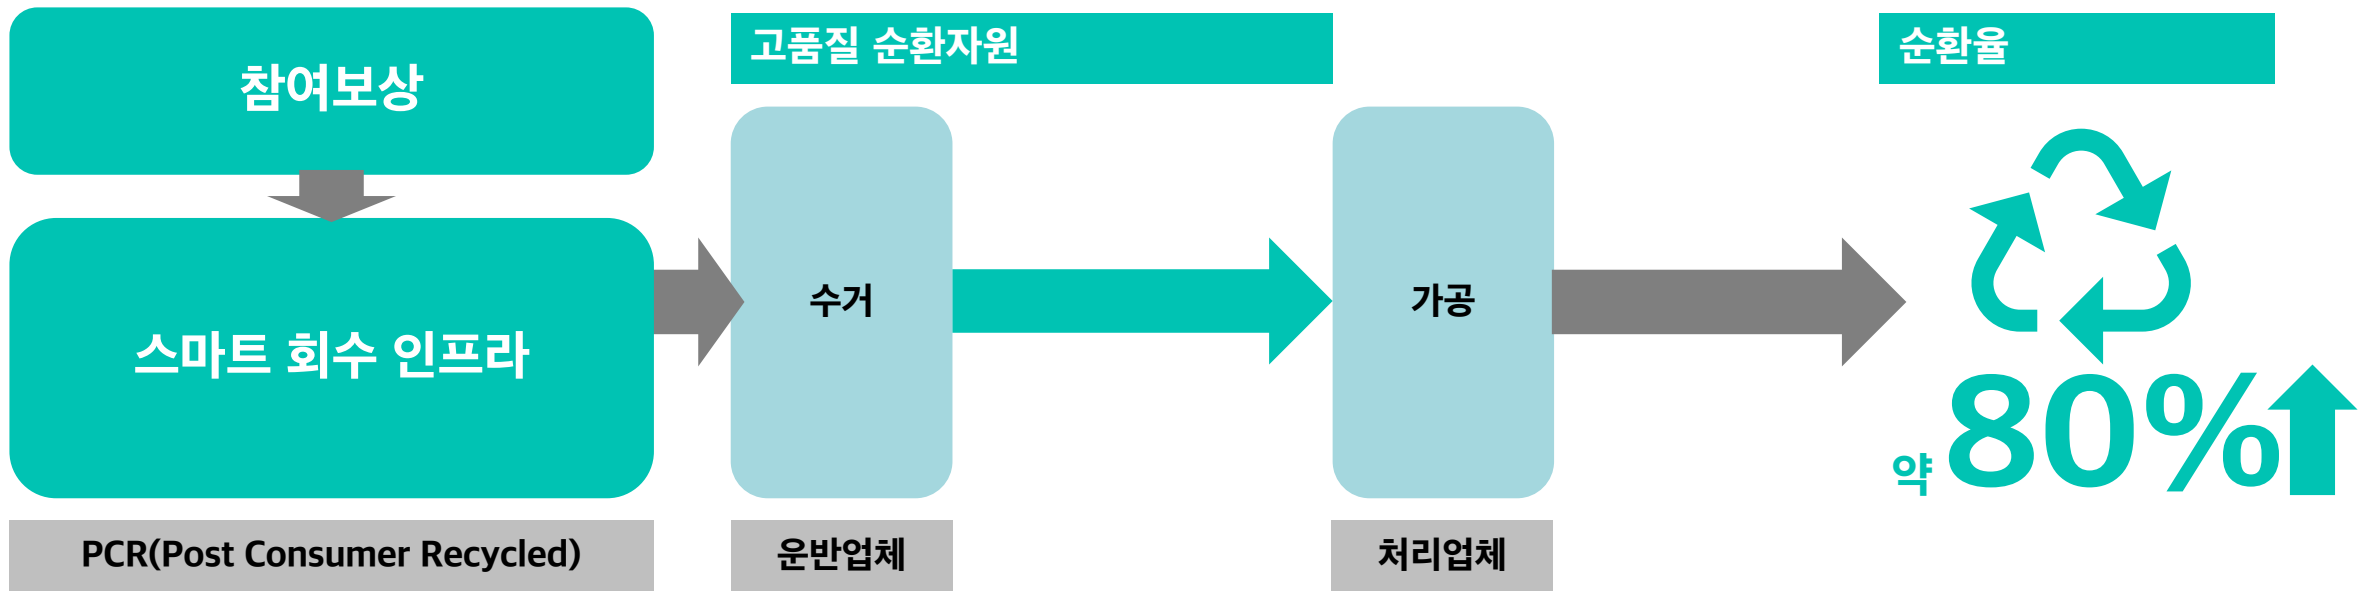 참여보상
스마트 회수 인프라
PCR(Post Consumer Recycled)
고품질 순환자원
수거
운반업체
가공
처리업체
순환율
약 80%